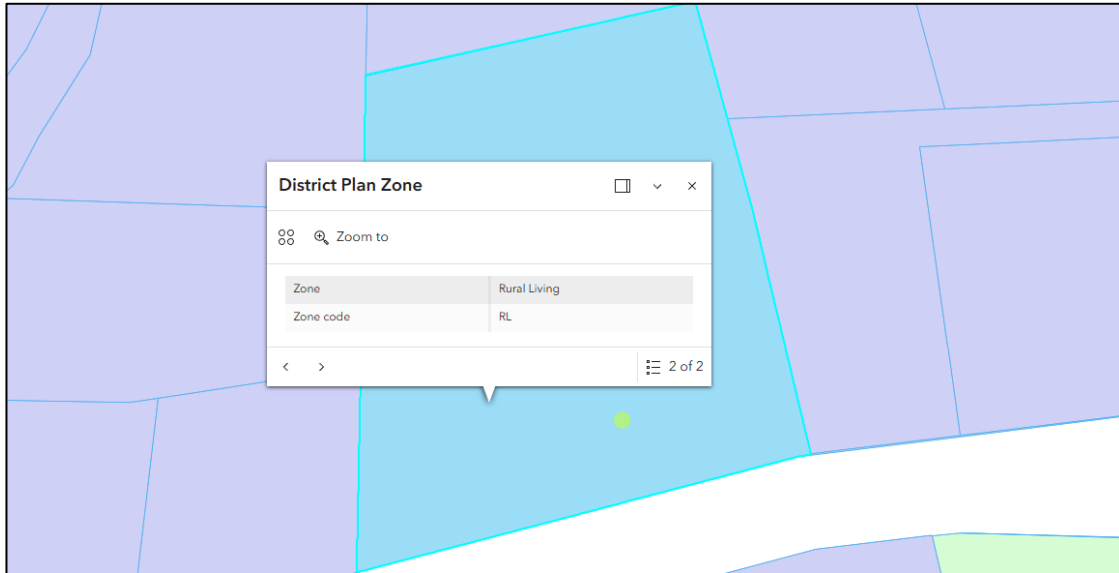 District Plan Zone
Zoom to
Zone Rural Living
Zone code RL
2 of 2